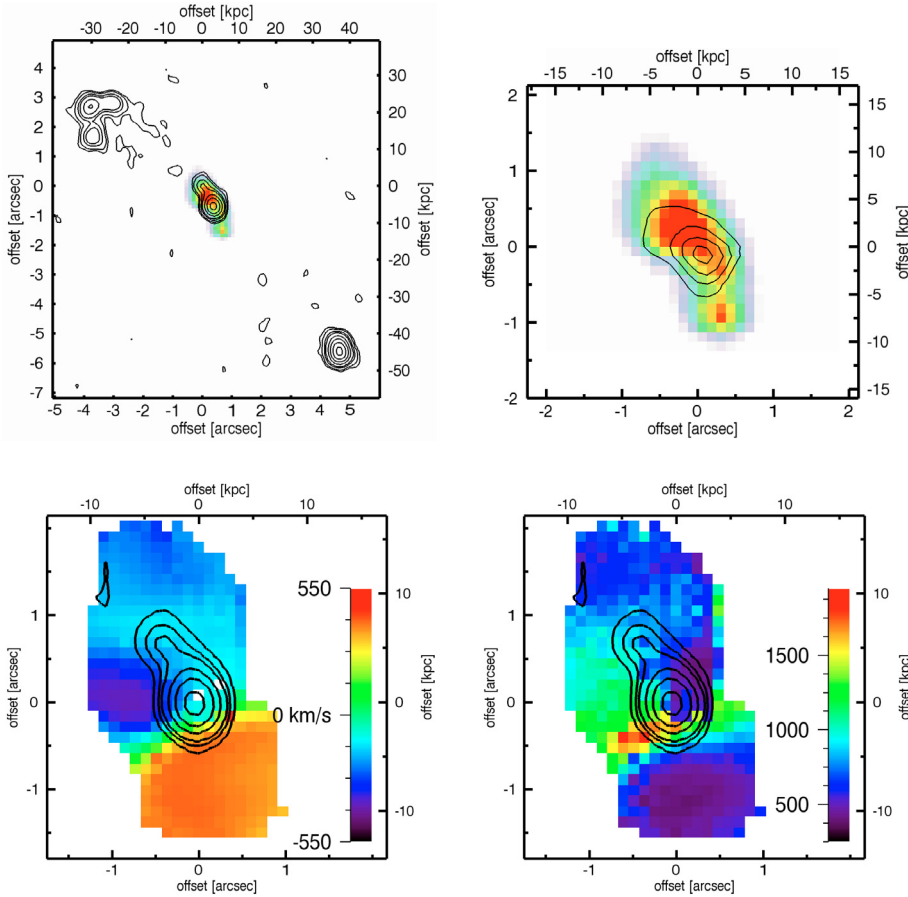 offset [kpc]
-30 -20 -10 0 10 20 30 40
4
3
2
1
0
-1
-2
-3
-4
-5
-6
-7
offset [arcsec]
30
20
10
0
-10
-20
-30
-40
-50
offset [kpc]
-5 -4 -3 -2 -1 0 1 2 3 4 5
offset [arcsec]
offset [kpc]
-15 -10 -5 0 5 10 15
2
1
0
-1
-2
offset [arcsec]
15
10
5
0
-5
-10
-15
offset [kpc]
-1 0 1 2
offset [arcsec]
offset [kpc]
-10 0 10
1
0
-1
offset [arcsec]
550
0 km/s
-550
10
0
-10
offset [kpc]
-1 0 1
offset [arcsec]
offset [kpc]
-10 0 10
1
0
-1
offset [arcsec]
1500
1000
500
10
0
-10
offset [kpc]
-1 0 1
offset [arcsec]